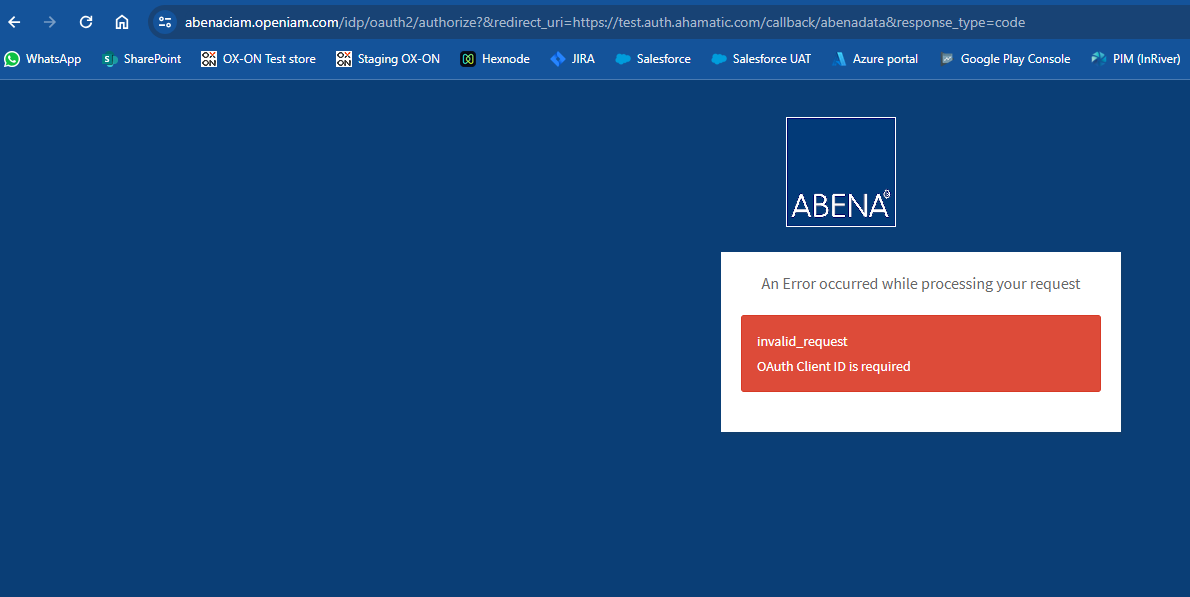 abenaciam.openiam.com/idp/oauth2/authorize?&redirect_uri=https://test.auth.ahamatic.com/callback/abenadata&response_type=code
WhatsApp SharePoint OX-ON Test store Staging OX-ON Hexnode JIRA Salesforce Salesforce UAT Azure portal Google Play Console PIM (InRiver)
ABENA®
An Error occurred while processing your request
invalid_request
OAuth Client ID is required